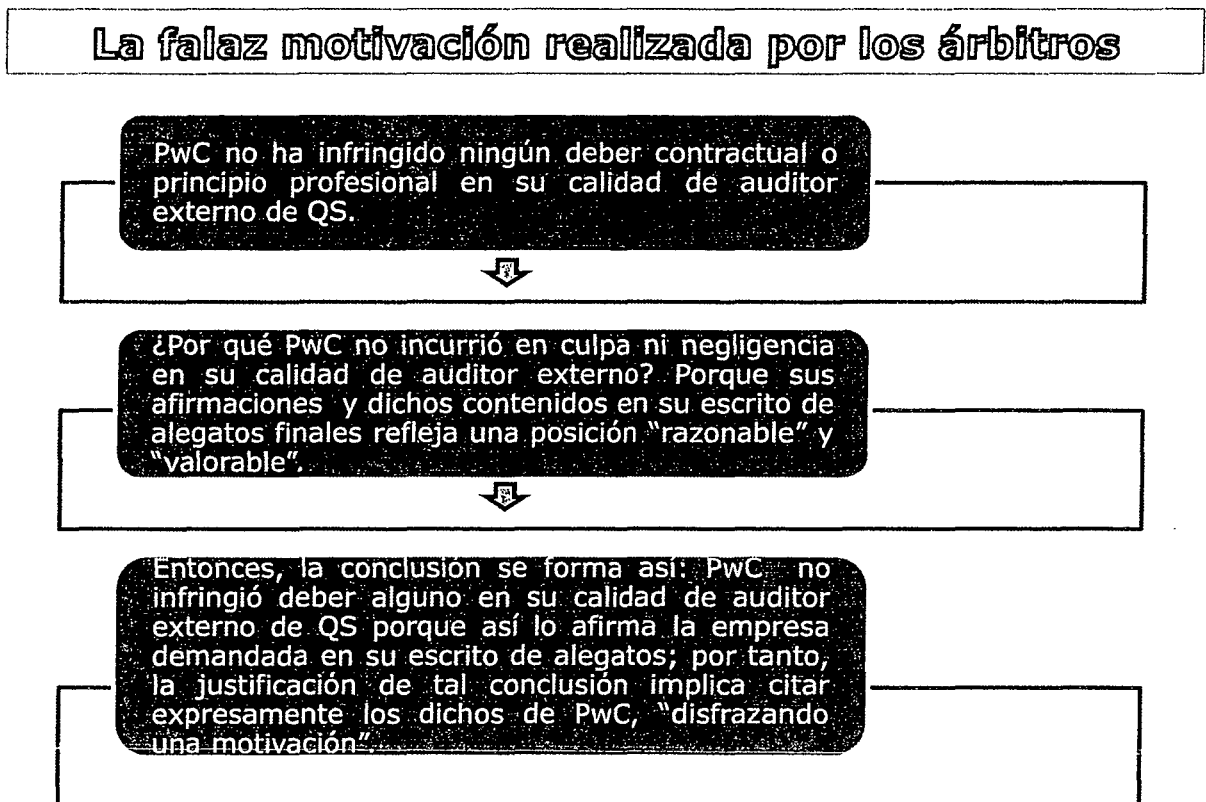 La falaz motivación realizada por los árbitros
PwC no ha infringido ningún deber contractual o
principio profesional en su calidad de auditor
externo de QS.
¿Por qué PwC no incurrió en culpa ni negligencia
en su calidad de auditor externo? Porque sus
afirmaciones y dichos contenidos en su escrito de
alegatos finales refleja una posición “razonable” y
“valorable”.
Entonces, la conclusión se forma así: PwC no
infringió deber alguno en su calidad de auditor
externo de QS porque así lo afirma la empresa
demandada en su escrito de alegatos; por tanto,
la justificación de tal conclusión implica citar
expresamente los dichos de PwC, “disfrazando
una motivación”.